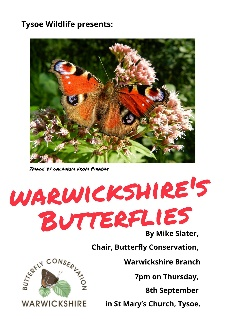 Tysoe Wildlife presents:
WARWICKSHIRE'S
BUTTERFLIES
By Mike Slater,
Chair, Butterfly Conservation,
Warwickshire Branch
7pm on Thursday,
8th September
in St Mary's Church, Tysoe.
BUTTERFLY CONSERVATION
WARWICKSHIRE